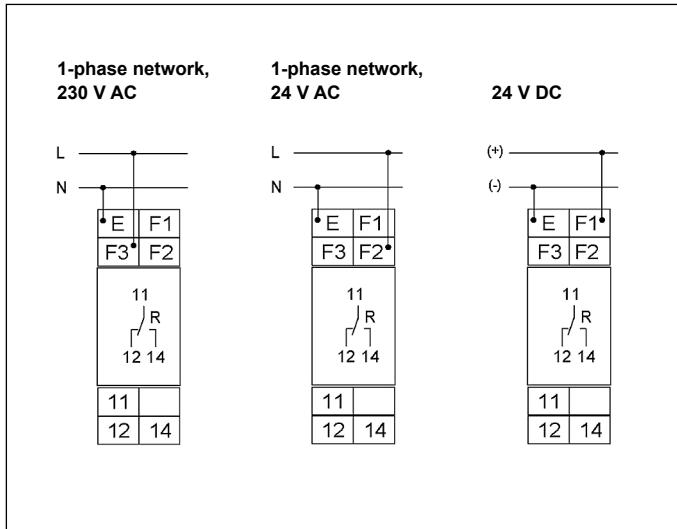 1-phase network,
230 V AC
L
N
E F1
F3 F2
11
R
12 14
11
12 14
1-phase network,
24 V AC
L
N
E F1
F3 F2
11
R
12 14
11
12 14
24 V DC
(+)
(-)
E F1
F3 F2
11
R
12 14
11
12 14